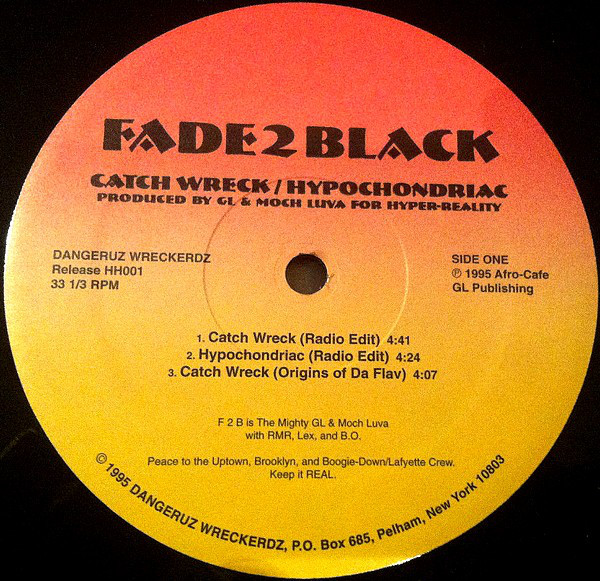 FADE2BLACK
CATCH WRECK / HYPOCHONDRIAC
PRODUCED BY GL & MOCH LUVA FOR HYPER-REALITY
DANGERUZ WRECKERDZ
Release HH001
33 1/3 RPM
SIDE ONE
℗ 1995 Afro-Cafe
GL Publishing
1. Catch Wreck (Radio Edit) 4:41
2. Hypochondriac (Radio Edit) 4:24
3. Catch Wreck (Origins of Da Flav) 4:07
F 2 B is The Mighty GL & Moch Luva
with RMR, Lex, and B.O.
Peace to the Uptown, Brooklyn, and Boogie-Down/Lafyette Crew.
Keep it REAL.
© 1995 DANGERUZ WRECKERDZ, P.O. Box 685, Pelham, New York 10803